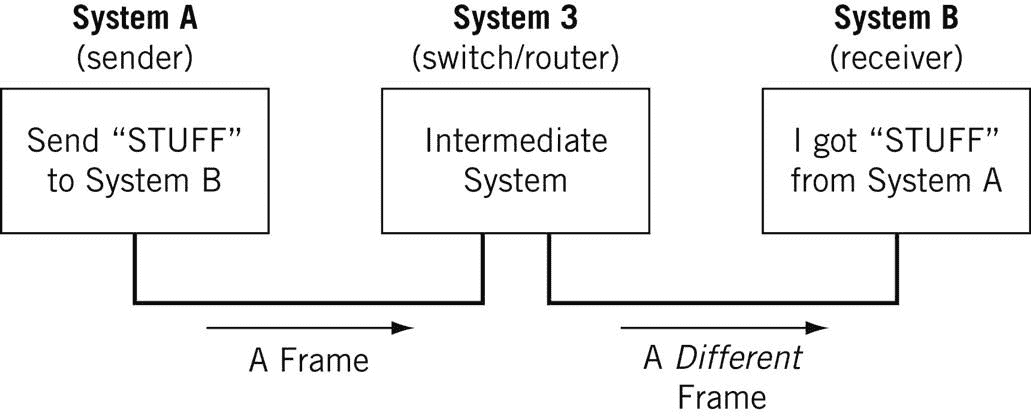 System A
(sender)
System 3
(switch/router)
System B
(receiver)
Send “STUFF”
to System B
Intermediate
System
I got “STUFF”
from System A
A Frame
A Different
Frame